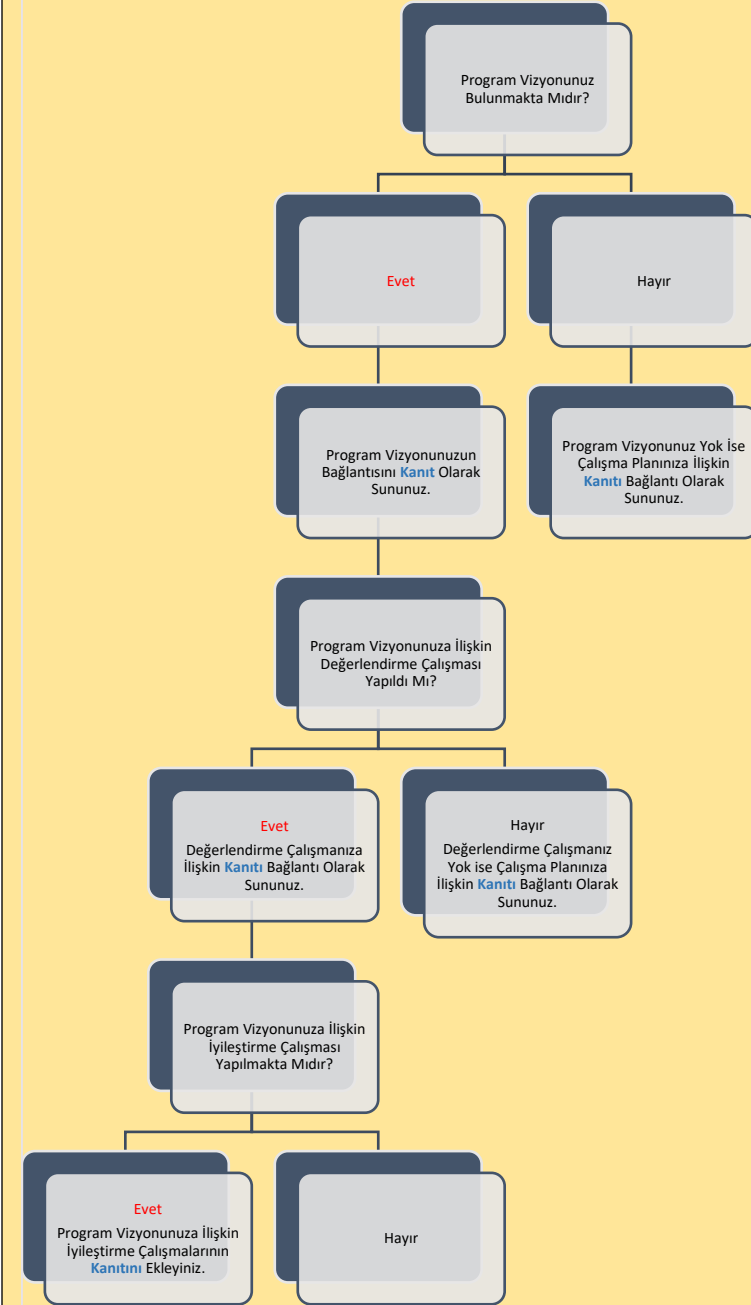 Program Vizyonunuz
Bulunmakta Mıdır?
Evet
Hayır
Program Vizyonunuzun
Bağlantısını Kanıt Olarak
Sununuz.
Program Vizyonunuz Yok İse
Çalışma Planınıza İlişkin
Kanıtı Bağlantı Olarak
Sununuz.
Program Vizyonunuza İlişkin
Değerlendirme Çalışması
Yapıldı Mı?
Evet
Değerlendirme Çalışmanıza
İlişkin Kanıtı Bağlantı Olarak
Sununuz.
Hayır
Değerlendirme Çalışmanız
Yok ise Çalışma Planınıza
İlişkin Kanıtı Bağlantı Olarak
Sununuz.
Program Vizyonunuza İlişkin
İyileştirme Çalışması
Yapılmakta Mıdır?
Evet
Program Vizyonunuza İlişkin
İyileştirme Çalışmalarının
Kanıtını Ekleyiniz.
Hayır